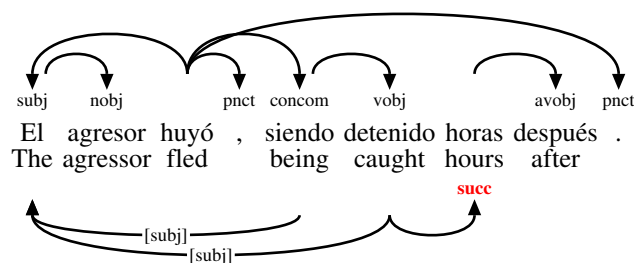 subj nobj pnct concom vobj avobj pnct
El agresor huyó , siendo detenido horas después .
The agressor fled being caught hours after
succ
[subj]
[subj]